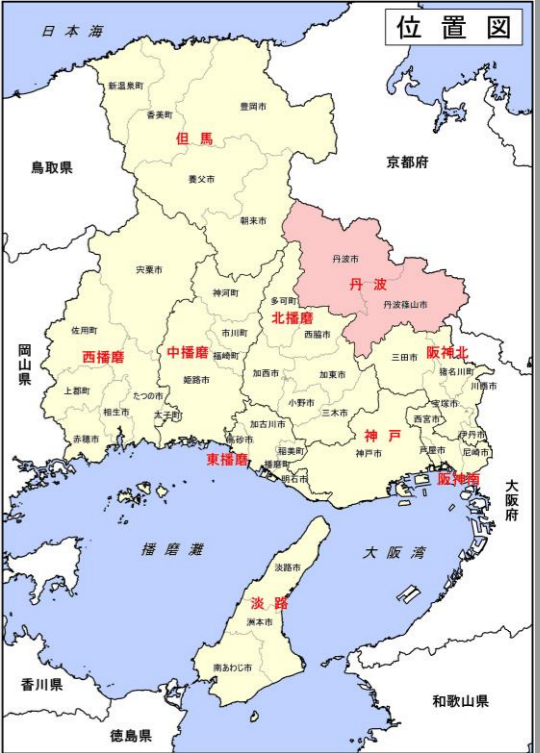 位置図
日本海
新温泉町
香美町
豊岡市
但馬
鳥取県
京都府
養父市
朝来市
宍粟市
丹波市
丹波
丹波篠山市
神河町
多可町
北播磨
西脇市
佐用町
市川町
西播磨
中播磨
福崎町
三田市
阪神北
猪名川町
岡山県
姫路市
加西市
加東市
川西市
上郡町
たつの市
相生市
太子町
小野市
三木市
宝塚市
赤穂市
加古川市
高砂市
稲美町
播磨町
明石市
東播磨
神戸
神戸市
西宮市
伊丹市
芦屋市
尼崎市
阪神南
大阪府
播磨灘
大阪湾
淡路市
淡路
洲本市
南あわじ市
香川県
徳島県
和歌山県